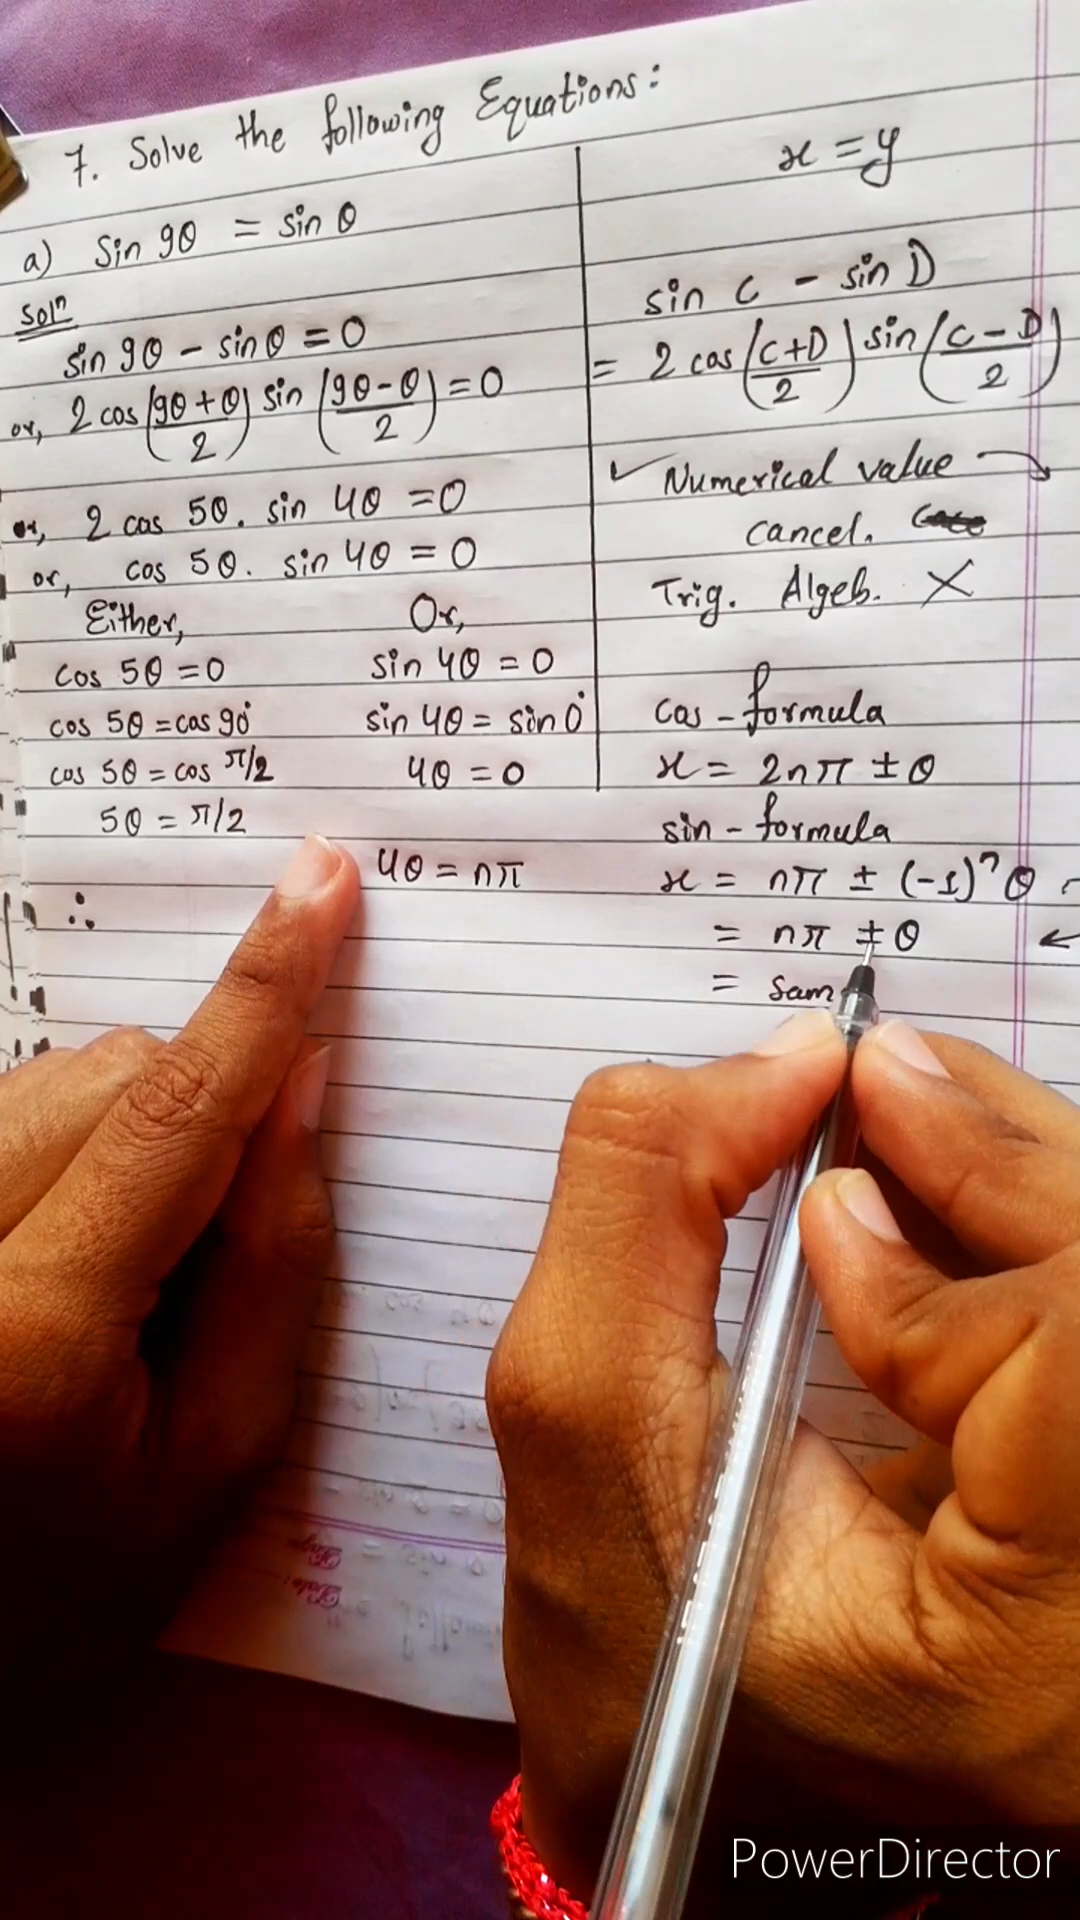 7. Solve the following Equations:
a) Sin 9θ = sin θ
Solⁿ
sin 9θ - sin θ = 0
or, 2 cos (9θ + θ / 2) sin (9θ - θ / 2) = 0
or, 2 cos 5θ. sin 4θ = 0
or, cos 5θ. sin 4θ = 0
Either, Or,
cos 5θ = 0 sin 4θ = 0
cos 5θ = cos 90° sin 4θ = sin 0°
cos 5θ = cos π/2 4θ = 0
5θ = π/2
4θ = nπ
∴
x = y
sin C - sin D
= 2 cos (C+D / 2) sin (C - D / 2)
✓ Numerical value →
cancel.
Trig. Algeb. ✗
cos - formula
x = 2nπ ± θ
sin - formula
x = nπ ± (-1)ⁿ θ
= nπ ± θ ←
= sam
PowerDirector